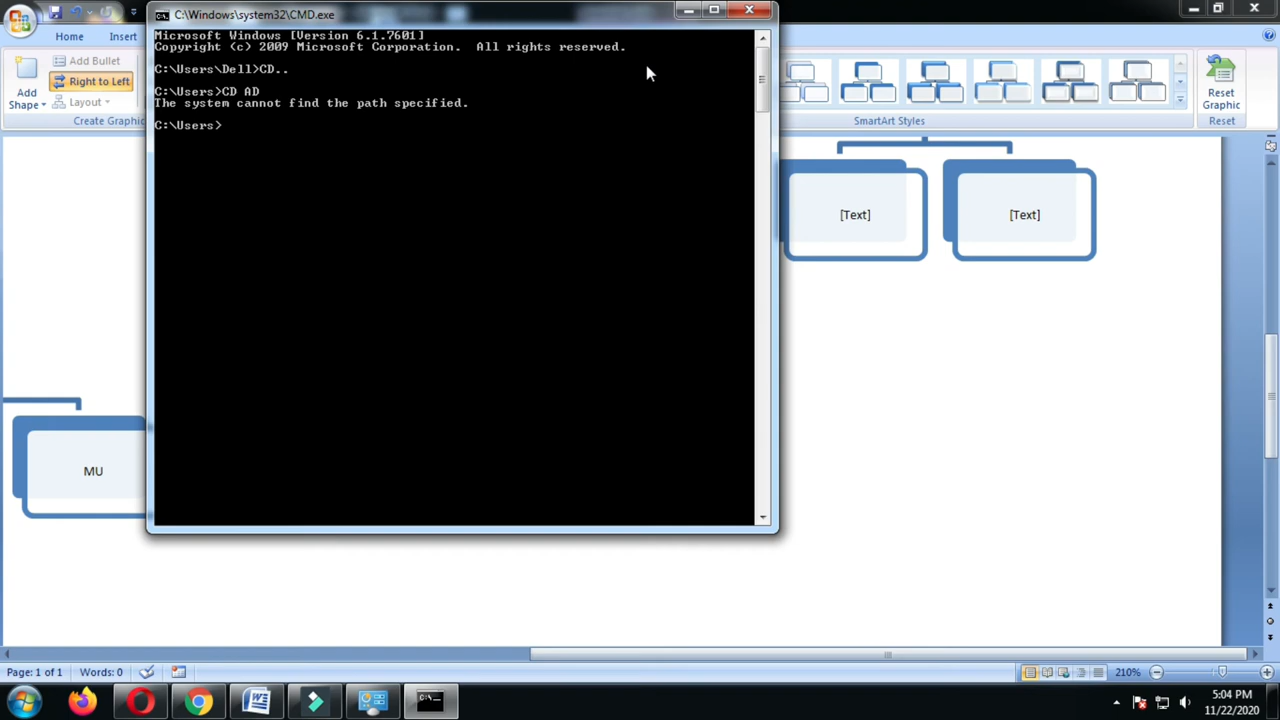 C:\Windows\system32\CMD.exe
Microsoft Windows [Version 6.1.7601]
Copyright (c) 2009 Microsoft Corporation.  All rights reserved.
C:\Users\Dell>CD..
C:\Users>CD AD
The system cannot find the path specified.
C:\Users>
Home
Insert
Add Shape
Add Bullet
Right to Left
Layout
Create Graphic
SmartArt Styles
Reset Graphic
Reset
[Text]
[Text]
MU
Page: 1 of 1
Words: 0
210%
5:04 PM
11/22/2020